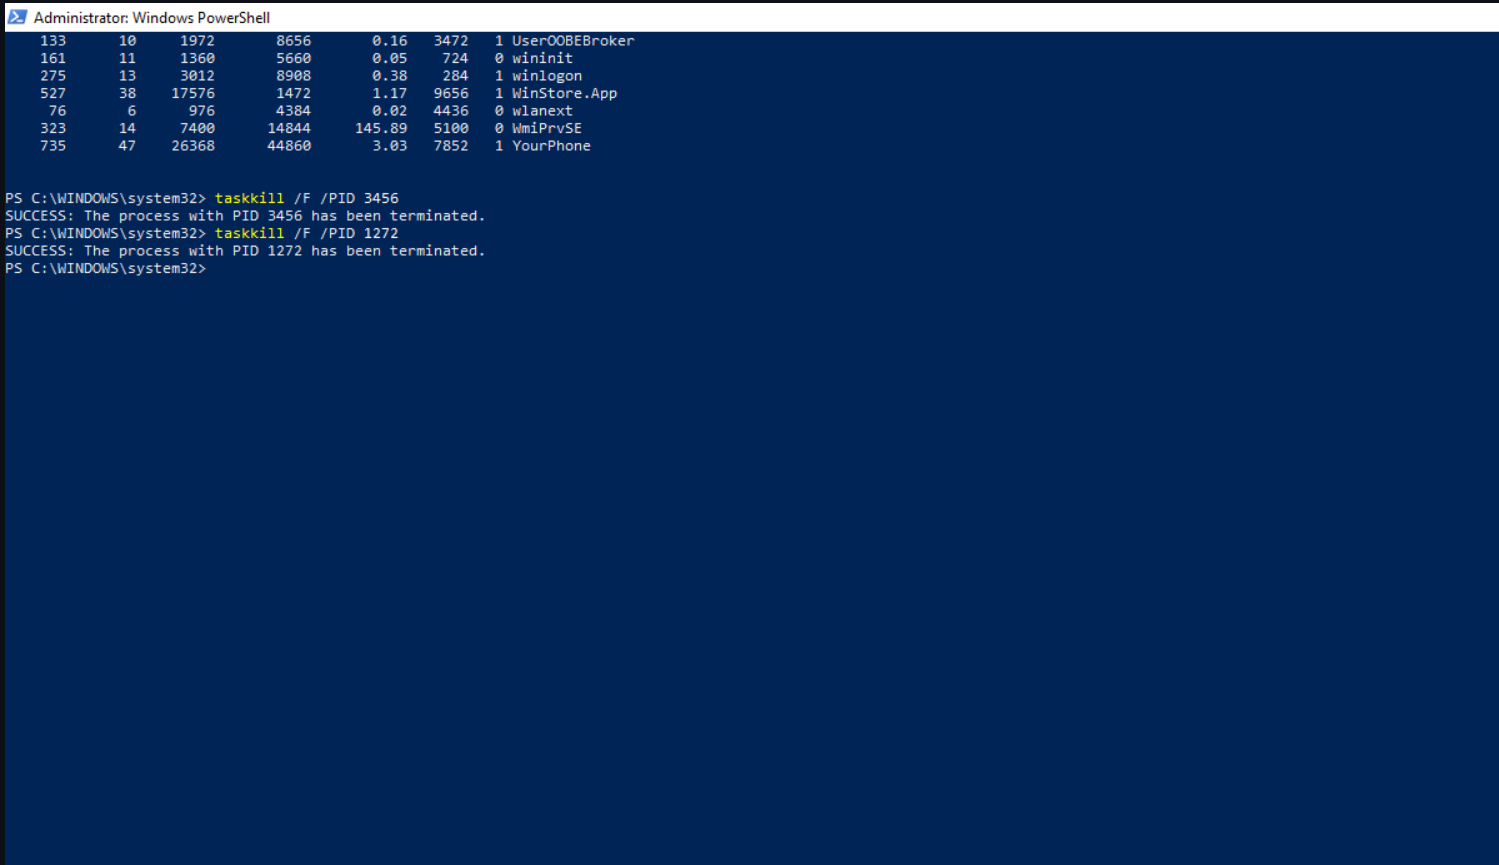 Administrator: Windows PowerShell
133 10 1972 8656 0.16 3472 1 UserOOBEBroker
161 11 1360 5660 0.05 724 0 wininit
275 13 3012 8908 0.38 284 1 winlogon
527 38 17576 1472 1.17 9656 1 WinStore.App
76 6 976 4384 0.02 4436 0 wlanext
323 14 7400 14844 145.89 5100 0 WmiPrvSE
735 47 26368 44860 3.03 7852 1 YourPhone
PS C:\WINDOWS\system32> taskkill /F /PID 3456
SUCCESS: The process with PID 3456 has been terminated.
PS C:\WINDOWS\system32> taskkill /F /PID 1272
SUCCESS: The process with PID 1272 has been terminated.
PS C:\WINDOWS\system32>